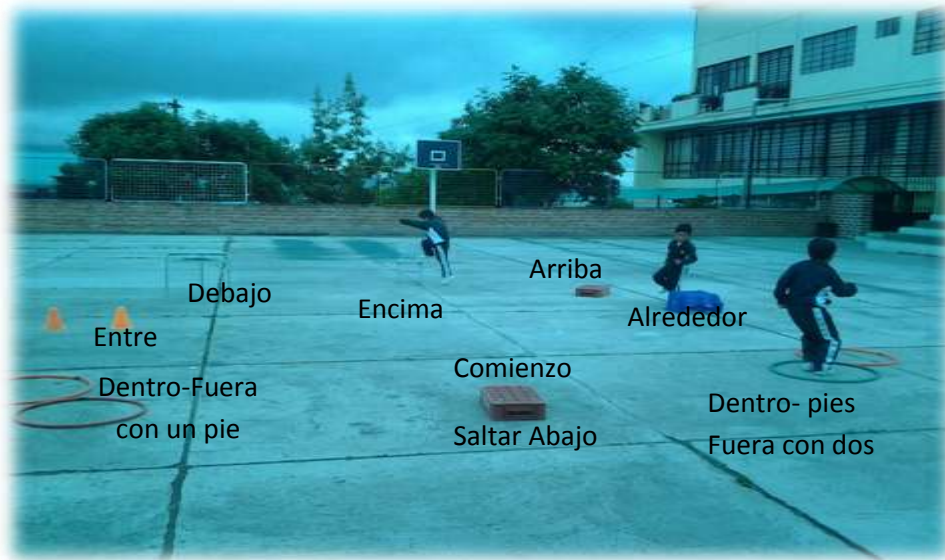 Arriba
Debajo
Encima
Alrededor
Entre
Comienzo
Dentro-Fuera
con un pie
Dentro- pies
Saltar Abajo
Fuera con dos